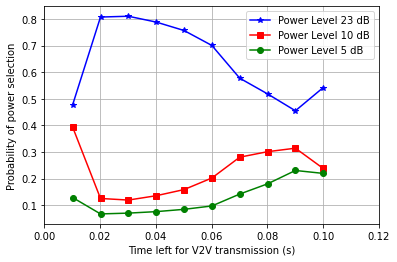 Power Level 23 dB
Power Level 10 dB
Power Level 5 dB
Probability of power selection
0.8
0.7
0.6
0.5
0.4
0.3
0.2
0.1
0.00 0.02 0.04 0.06 0.08 0.10 0.12
Time left for V2V transmission (s)